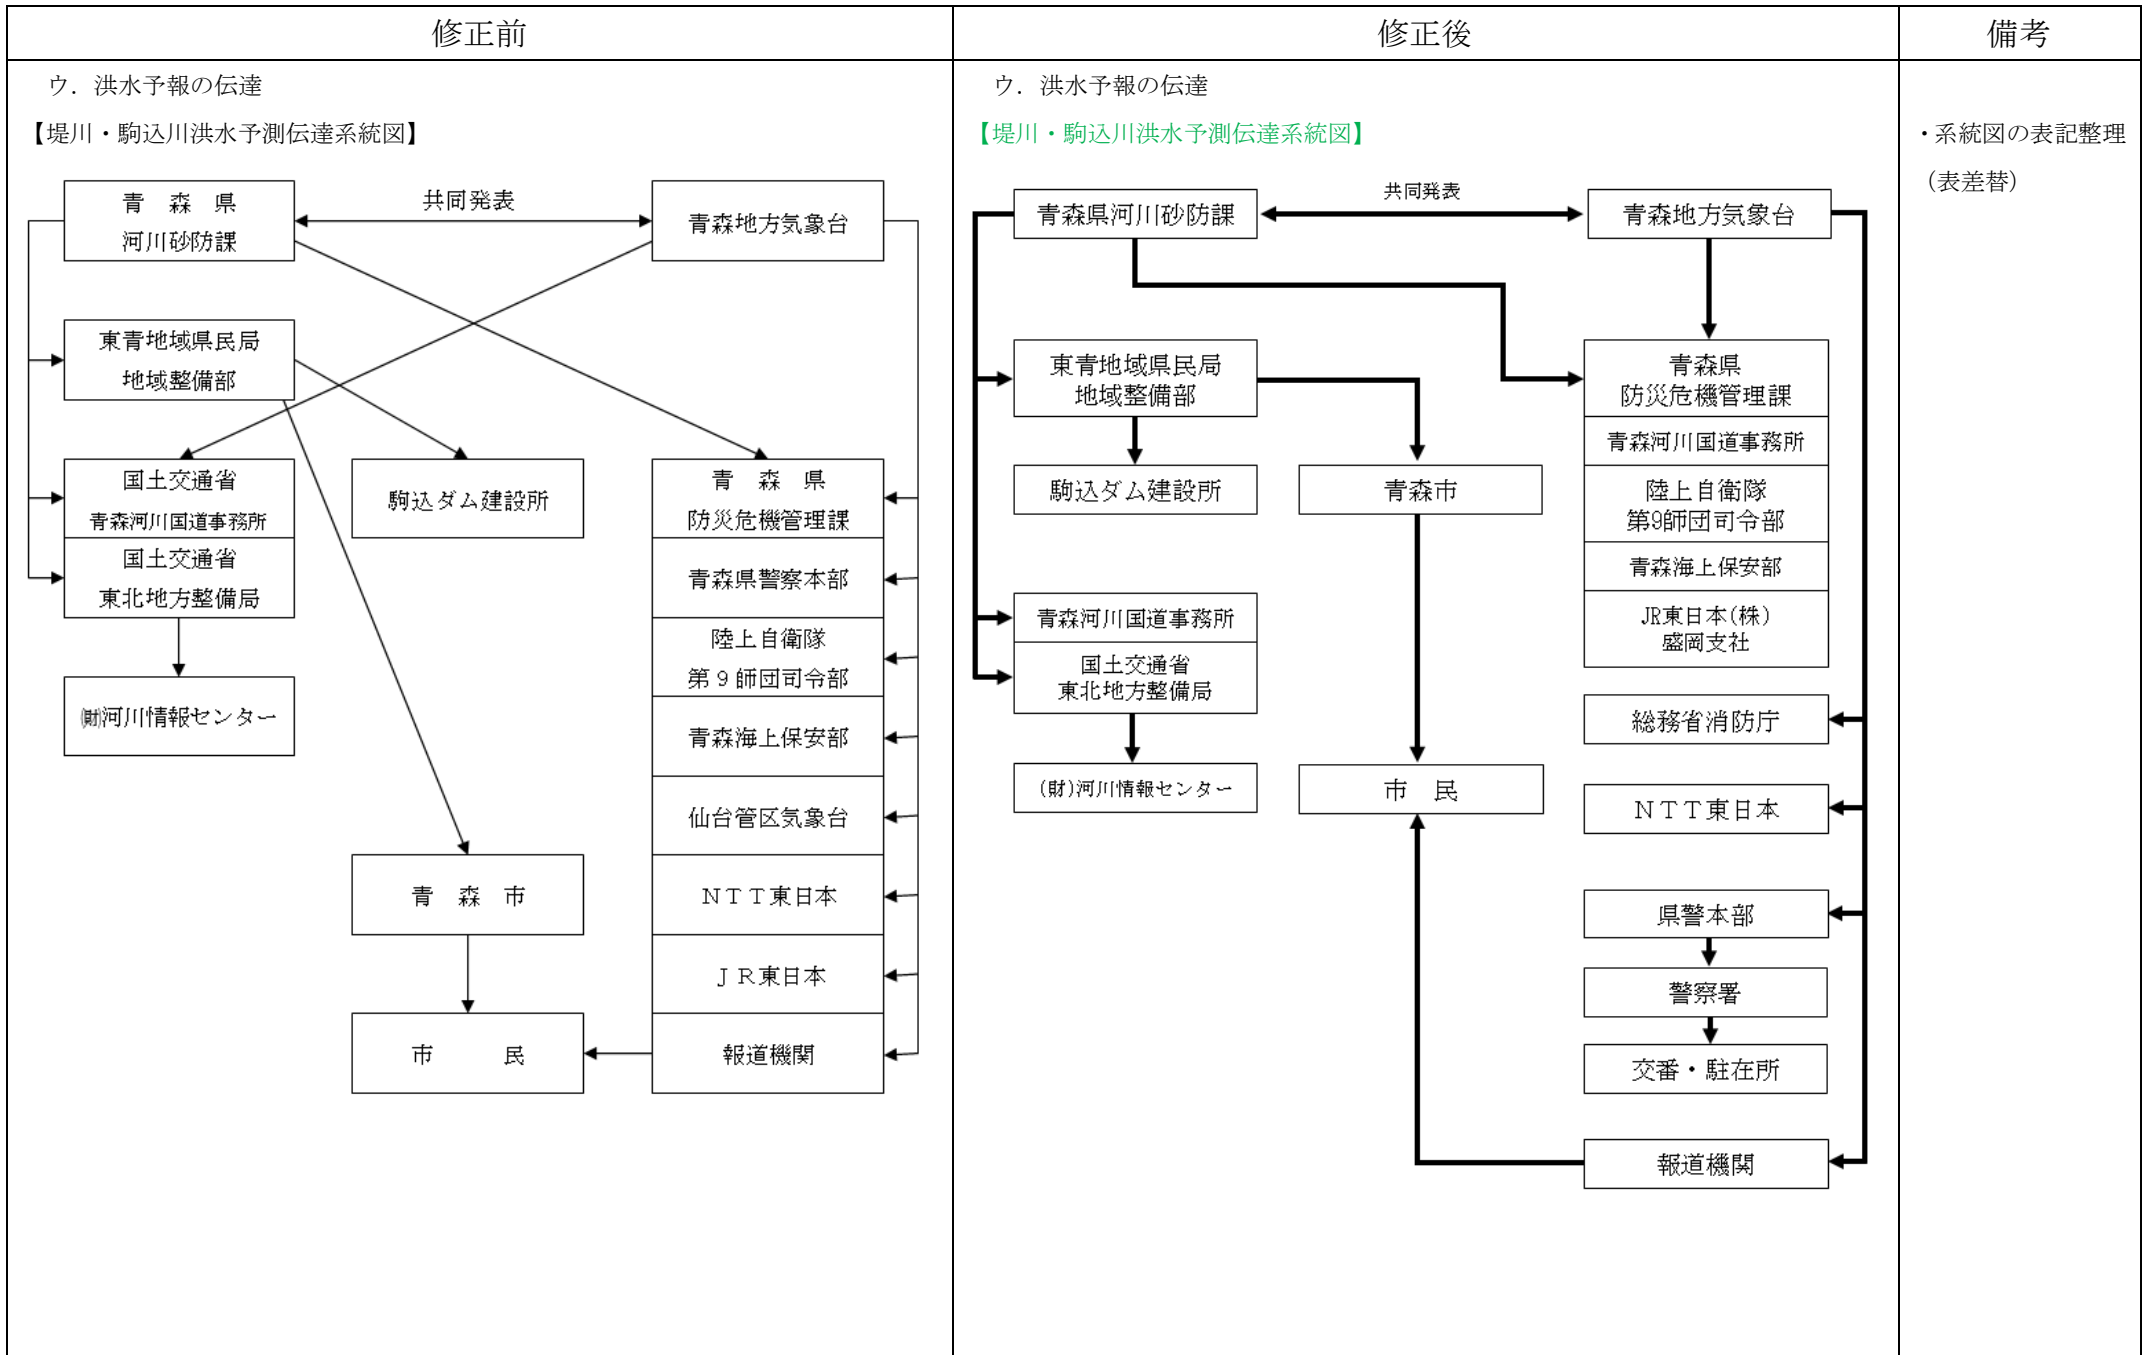 修正前
修正後
備考
ウ．洪水予報の伝達
【堤川・駒込川洪水予測伝達系統図】
青　森　県
河川砂防課
共同発表
青森地方気象台
東青地域県民局
地域整備部
国土交通省
青森河川国道事務所
国土交通省
東北地方整備局
㈶河川情報センター
駒込ダム建設所
青　森　県
防災危機管理課
青森県警察本部
陸上自衛隊
第９師団司令部
青森海上保安部
仙台管区気象台
ＮＴＴ東日本
ＪＲ東日本
報道機関
青　森　市
市　　　民
ウ．洪水予報の伝達
【堤川・駒込川洪水予測伝達系統図】
青森県河川砂防課
共同発表
青森地方気象台
東青地域県民局
地域整備部
駒込ダム建設所
青森市
青森河川国道事務所
国土交通省
東北地方整備局
(財)河川情報センター
市　民
青森県
防災危機管理課
青森河川国道事務所
陸上自衛隊
第9師団司令部
青森海上保安部
JR東日本(株)
盛岡支社
総務省消防庁
ＮＴＴ東日本
県警本部
警察署
交番・駐在所
報道機関
・系統図の表記整理
（表差替）